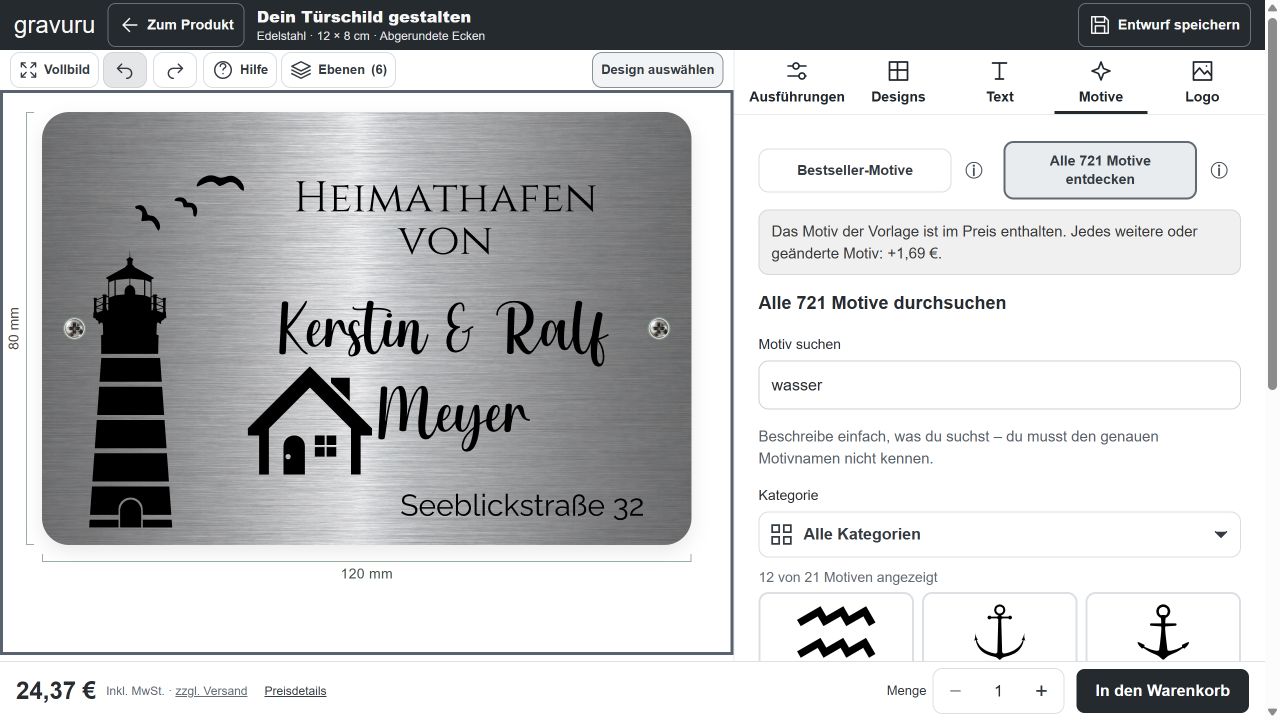 gravuru
Zum Produkt
Dein Türschild gestalten
Edelstahl · 12 × 8 cm · Abgerundete Ecken
Entwurf speichern
Vollbild
Hilfe
Ebenen (6)
Design auswählen
Ausführungen
Designs
Text
Motive
Logo
Heimathafen
von
Kerstin & Ralf
Meyer
Seeblickstraße 32
80 mm
120 mm
Bestseller-Motive
Alle 721 Motive
entdecken
Das Motiv der Vorlage ist im Preis enthalten. Jedes weitere oder
geänderte Motiv: +1,69 €.
Alle 721 Motive durchsuchen
Motiv suchen
wasser
Beschreibe einfach, was du suchst – du musst den genauen
Motivnamen nicht kennen.
Kategorie
Alle Kategorien
12 von 21 Motiven angezeigt
24,37 €
Inkl. MwSt. · zzgl. Versand
Preisdetails
Menge
1
In den Warenkorb